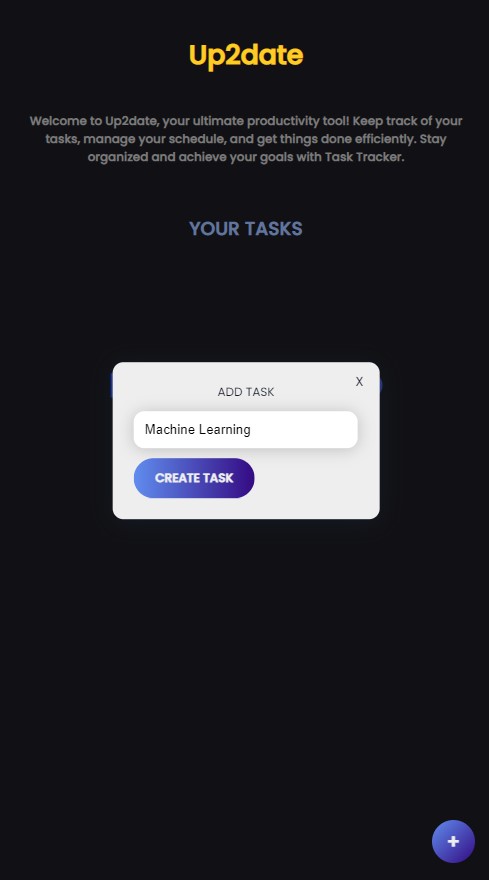 Up2date
Welcome to Up2date, your ultimate productivity tool! Keep track of your
tasks, manage your schedule, and get things done efficiently. Stay
organized and achieve your goals with Task Tracker.
YOUR TASKS
X
ADD TASK
Machine Learning
CREATE TASK
+